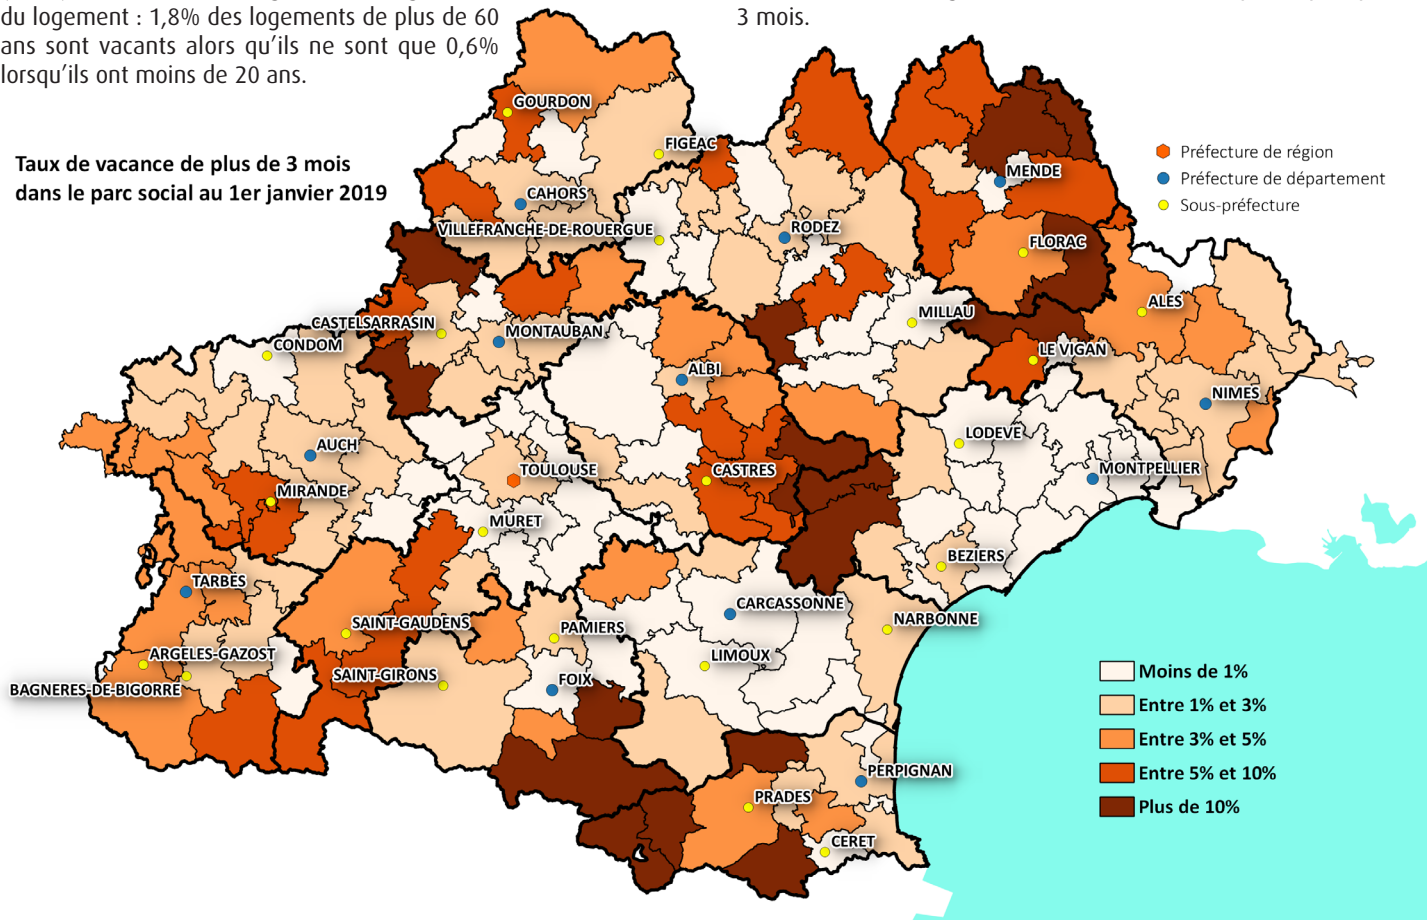 du logement : 1,8% des logements de plus de 60
ans sont vacants alors qu'ils ne sont que 0,6%
lorsqu'ils ont moins de 20 ans.
3 mois.
Taux de vacance de plus de 3 mois
dans le parc social au 1er janvier 2019
Préfecture de région
Préfecture de département
Sous-préfecture
GOURDON
FIGEAC
MENDE
CAHORS
VILLEFRANCHE-DE-ROUERGUE
RODEZ
FLORAC
ALES
CASTELSARRASIN
MONTAUBAN
MILLAU
CONDOM
LE VIGAN
ALBI
NIMES
AUCH
LODEVE
TOULOUSE
CASTRES
MONTPELLIER
MIRANDE
MURET
BEZIERS
TARBES
CARCASSONNE
NARBONNE
SAINT-GAUDENS
PAMIERS
ARGELES-GAZOST
LIMOUX
SAINT-GIRONS
FOIX
BAGNERES-DE-BIGORRE
PERPIGNAN
PRADES
CERET
Moins de 1%
Entre 1% et 3%
Entre 3% et 5%
Entre 5% et 10%
Plus de 10%